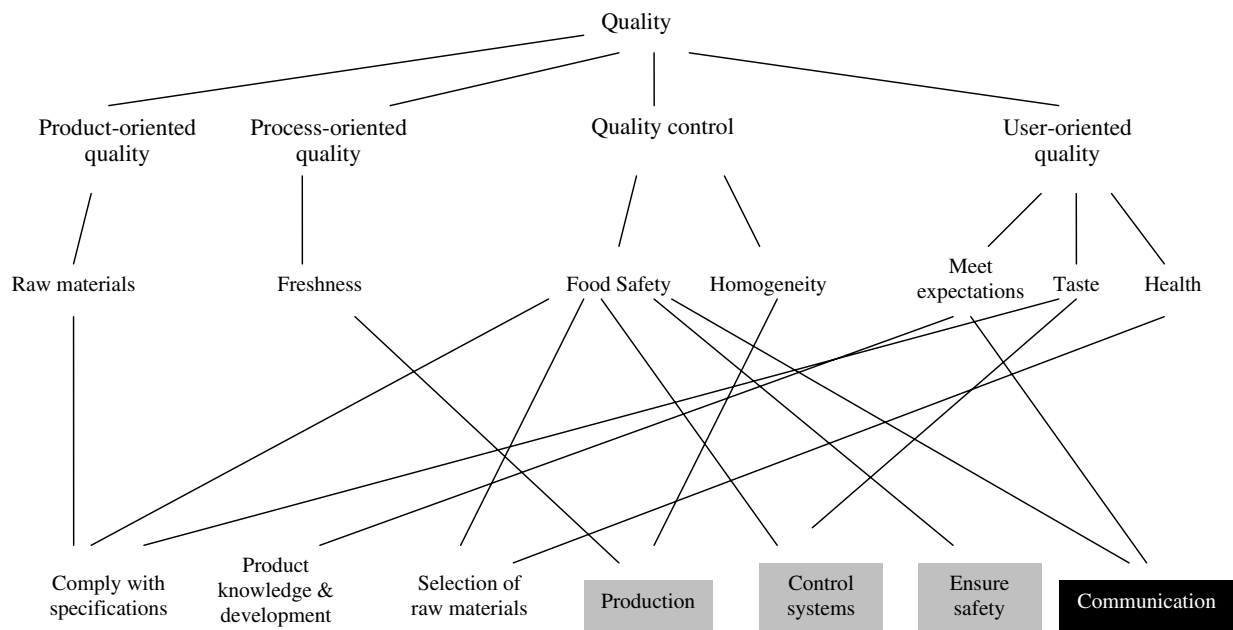 Quality
Product-oriented
quality
Process-oriented
quality
Quality control
User-oriented
quality
Raw materials
Freshness
Food Safety
Homogeneity
Meet
expectations
Taste
Health
Comply with
specifications
Product
knowledge &
development
Selection of
raw materials
Production
Control
systems
Ensure
safety
Communication